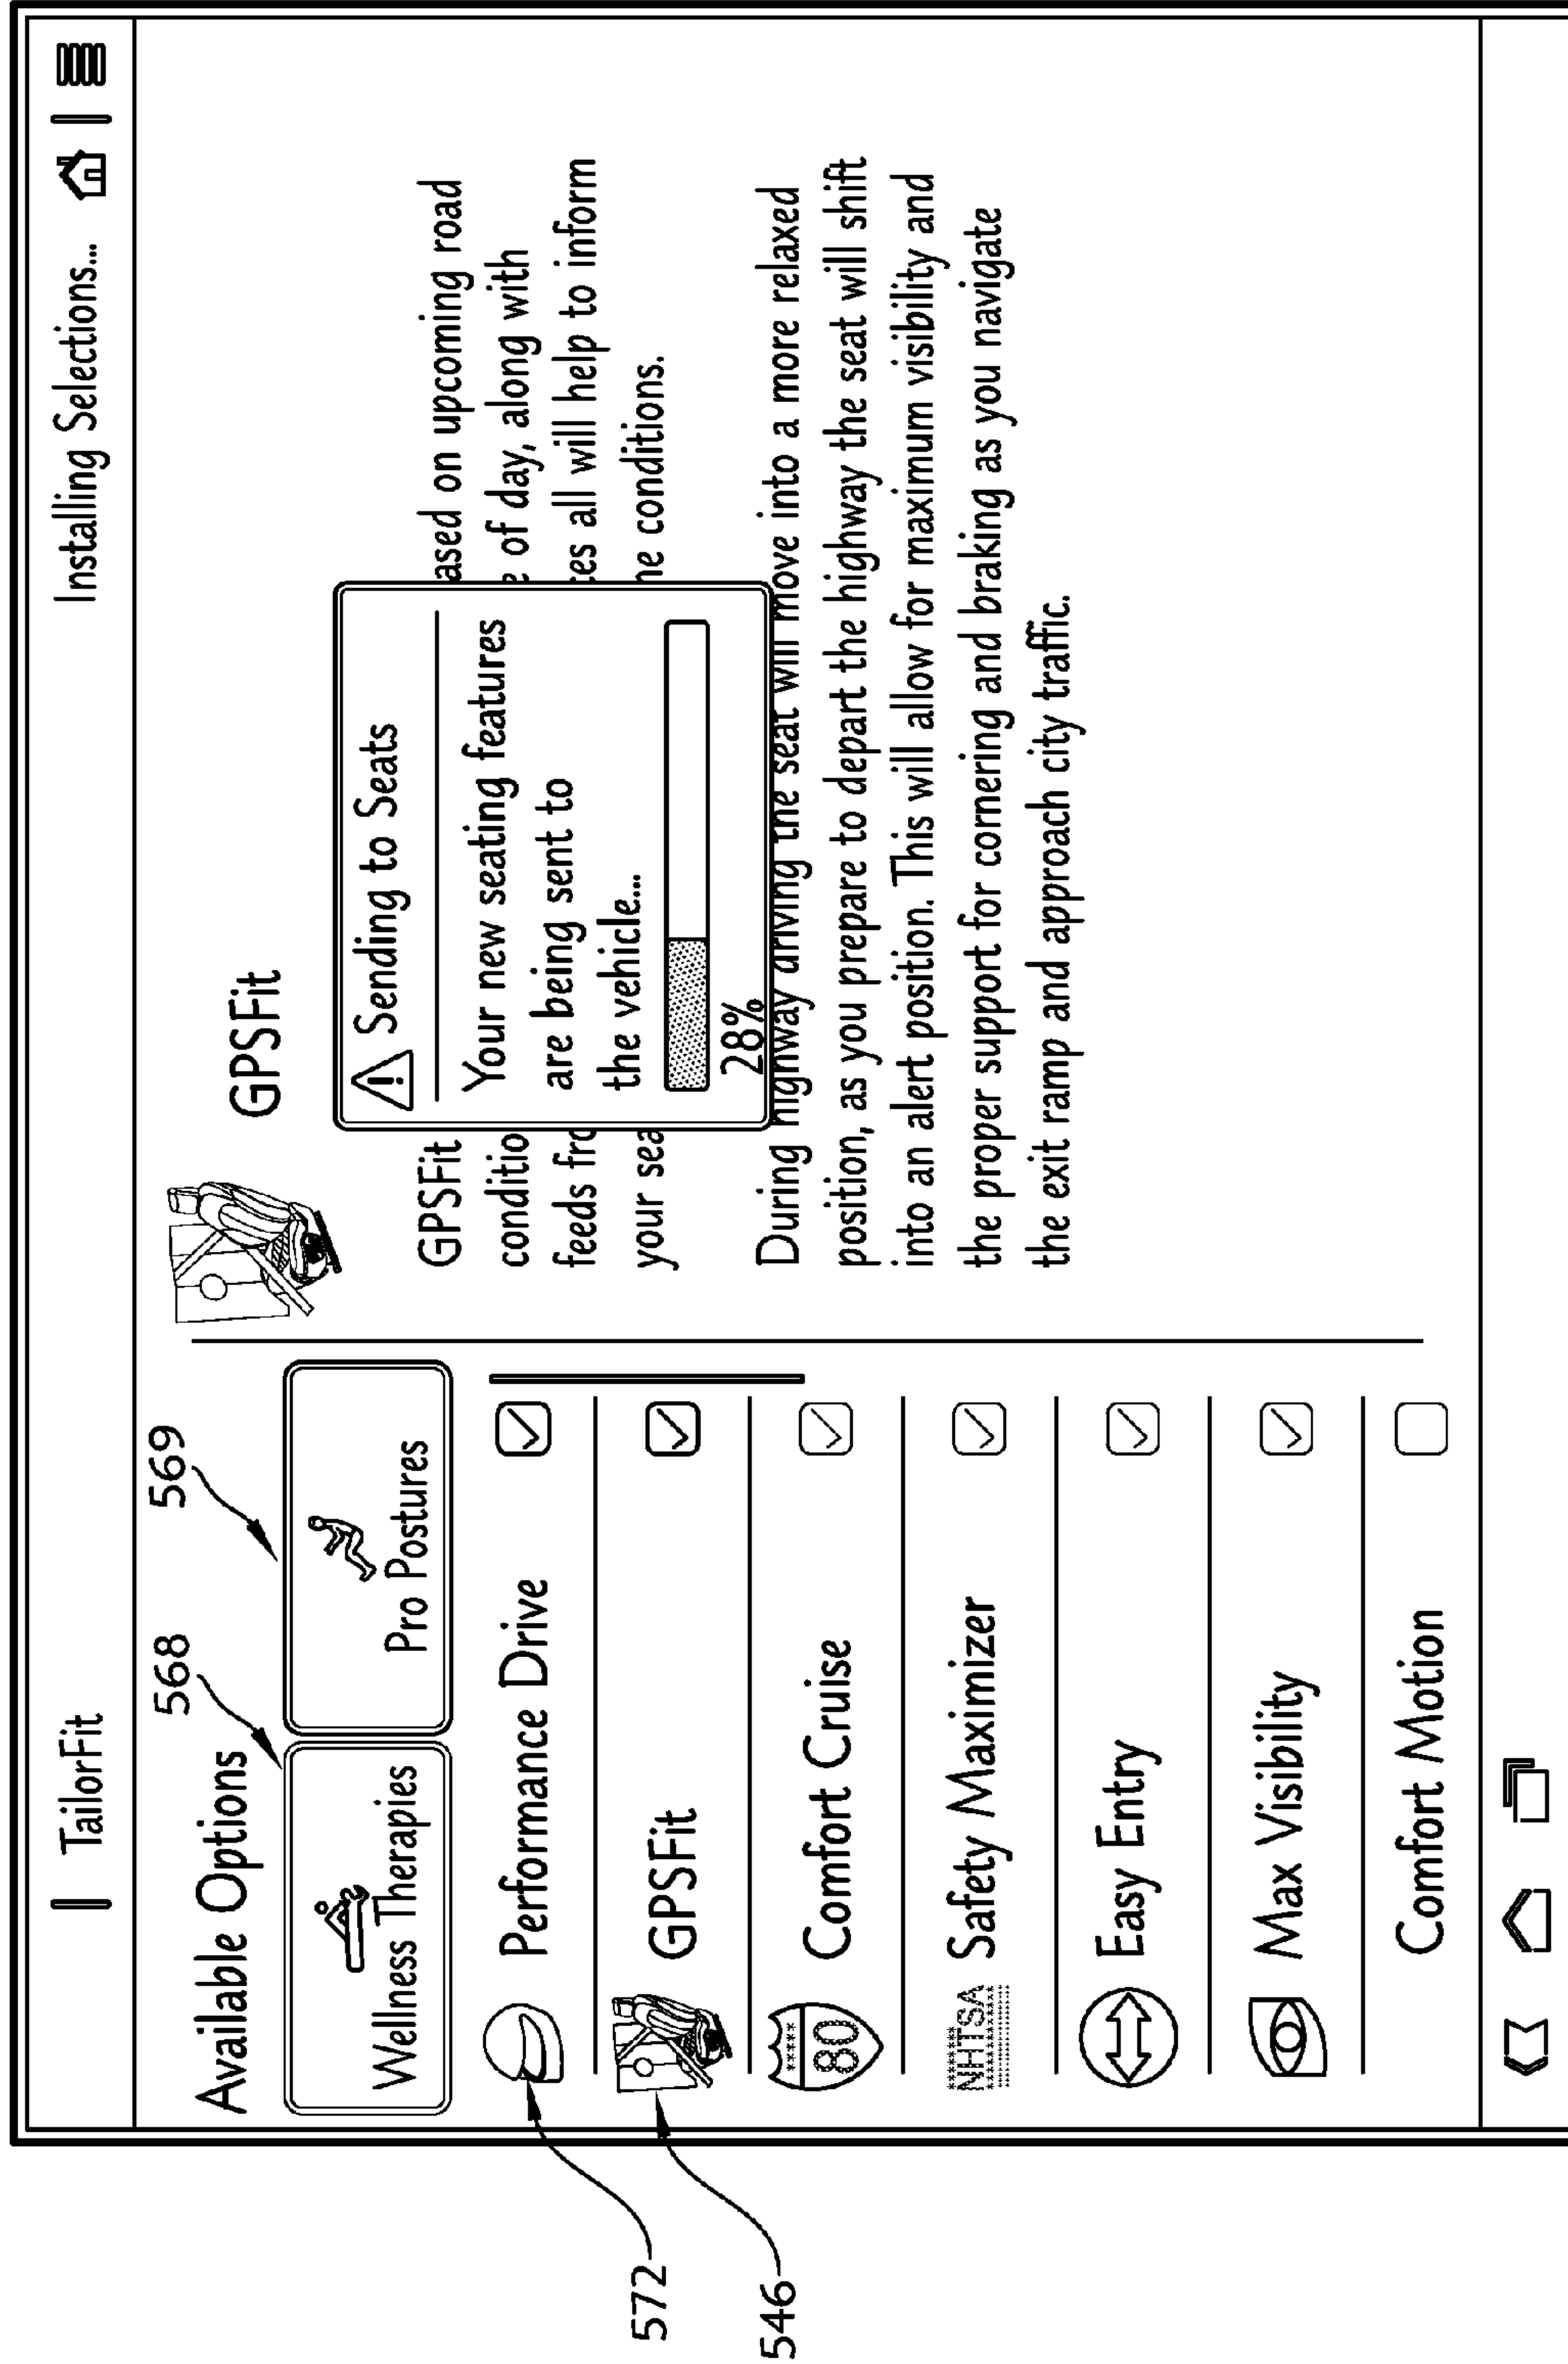 TailorFit
Installing Selections...
Available Options
568
569
Wellness Therapies
Pro Postures
572
Performance Drive
546
GPSFit
80
Comfort Cruise
NHTSA
Safety Maximizer
Easy Entry
Max Visibility
Comfort Motion
GPSFit
GPSFit ased on upcoming road
conditio e of day, along with
feeds fro ces all will help to inform
your sea he conditions.
During highway driving the seat will move into a more relaxed
position, as you prepare to depart the highway the seat will shift
into an alert position. This will allow for maximum visibility and
the proper support for cornering and braking as you navigate
the exit ramp and approach city traffic.
Sending to Seats
Your new seating features
are being sent to
the vehicle...
28%